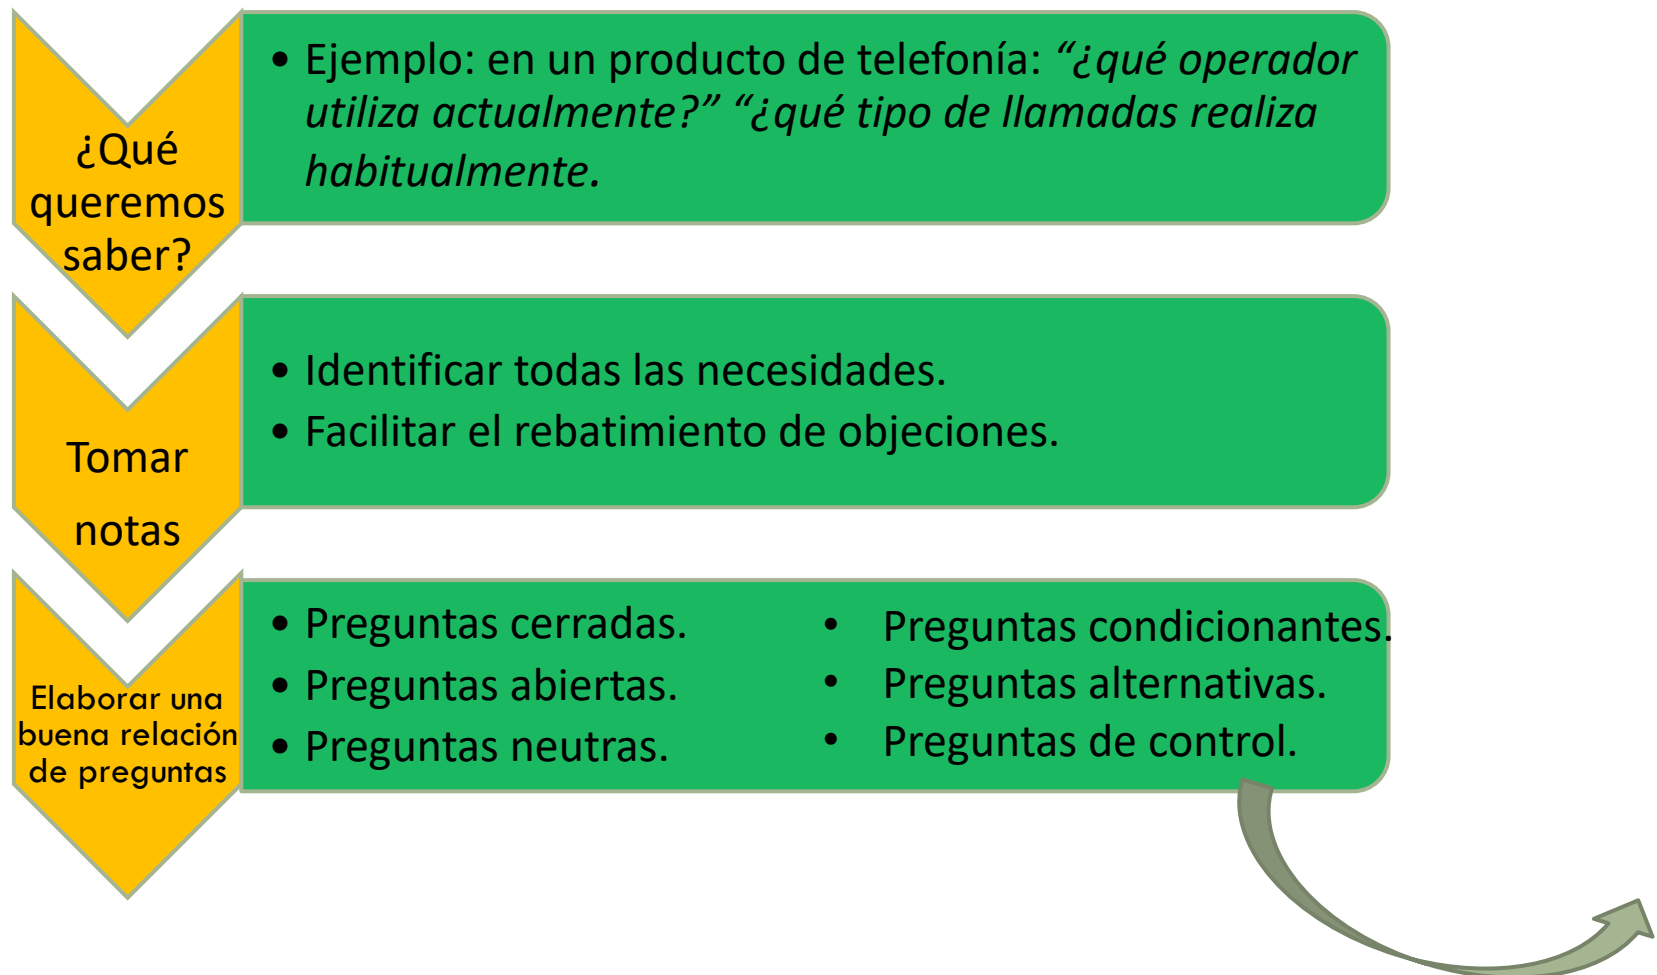 ¿Qué
queremos
saber?
• Ejemplo: en un producto de telefonía: “¿qué operador
utiliza actualmente?” “¿qué tipo de llamadas realiza
habitualmente.
Tomar
notas
• Identificar todas las necesidades.
• Facilitar el rebatimiento de objeciones.
Elaborar una
buena relación
de preguntas
• Preguntas cerradas.
• Preguntas abiertas.
• Preguntas neutras.
• Preguntas condicionantes.
• Preguntas alternativas.
• Preguntas de control.